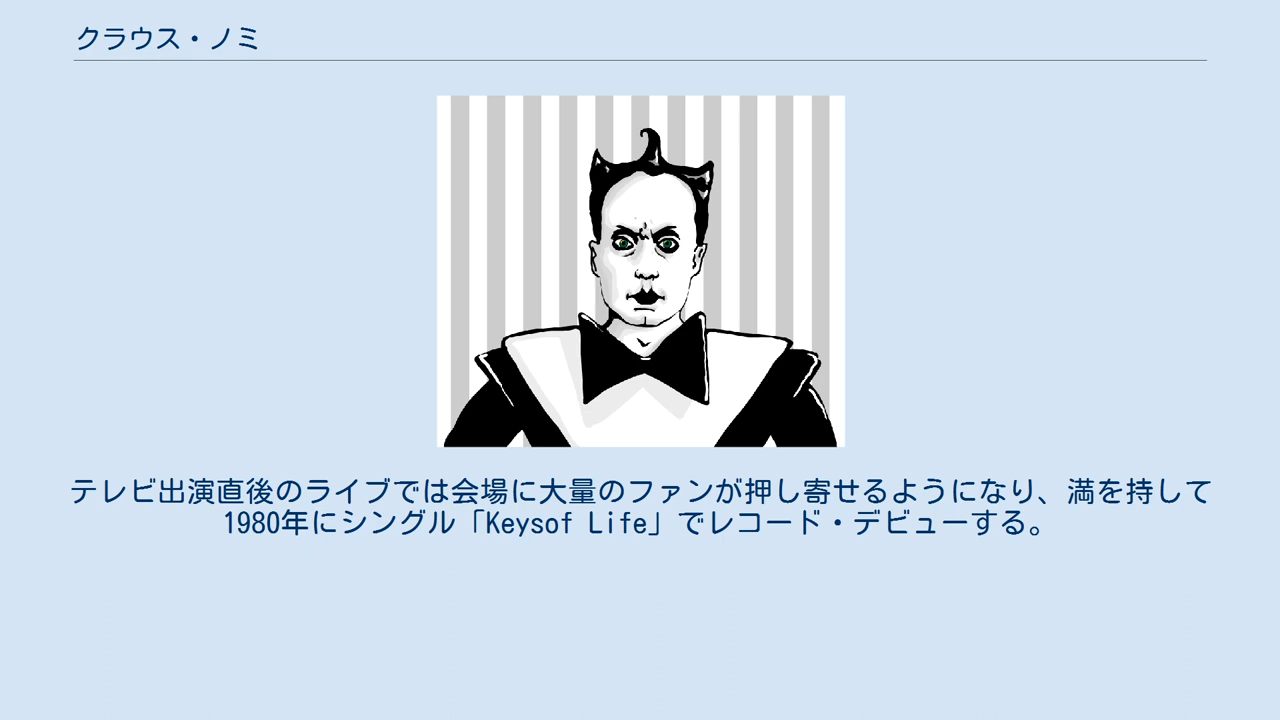 クラウス・ノミ
テレビ出演直後のライブでは会場に大量のファンが押し寄せるようになり、満を持して
1980年にシングル「Keysof Life」でレコード・デビューする。